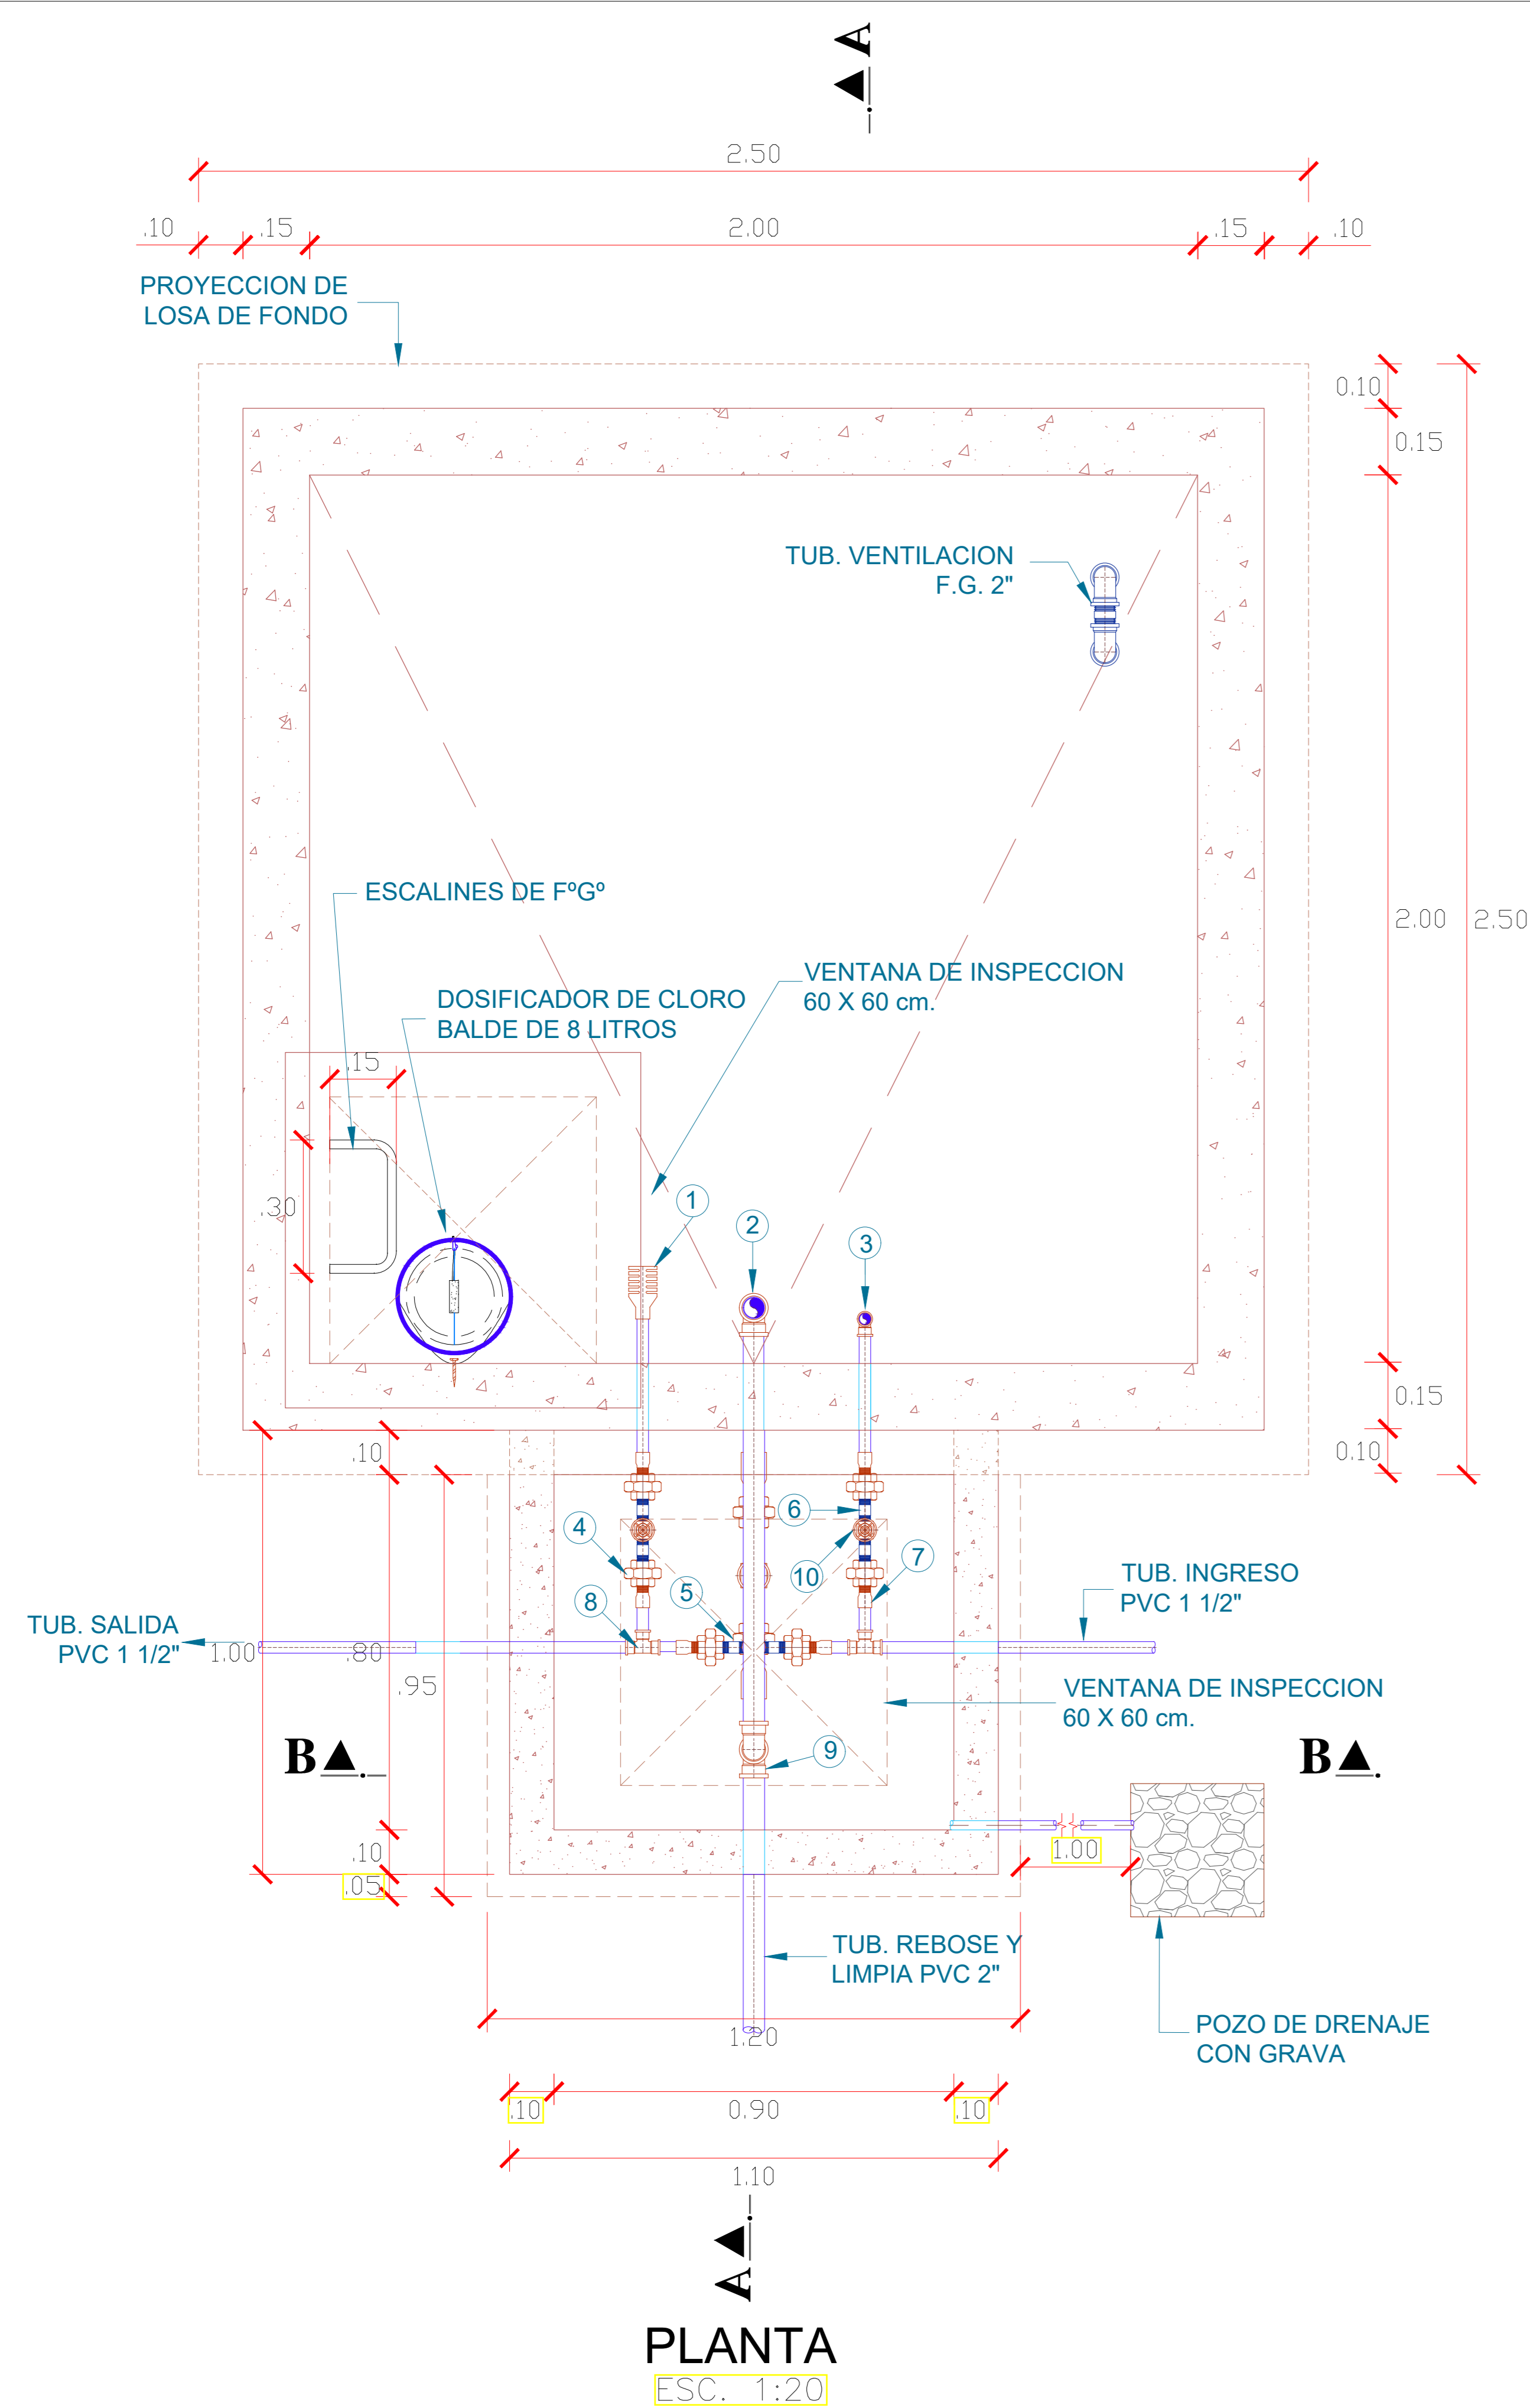 A
2.50
.10
.15
2.00
.15
.10
PROYECCION DE
LOSA DE FONDO
0.10
0.15
TUB. VENTILACION
F.G. 2"
ESCALINES DE FºGº
2.00
2.50
VENTANA DE INSPECCION
60 X 60 cm.
DOSIFICADOR DE CLORO
BALDE DE 8 LITROS
.15
.30
1
2
3
0.15
0.10
.10
6
4
10
7
5
8
TUB. INGRESO
PVC 1 1/2"
TUB. SALIDA
PVC 1 1/2"
1.00
.80
.95
VENTANA DE INSPECCION
60 X 60 cm.
B
9
B
1.00
.10
.05
TUB. REBOSE Y
LIMPIA PVC 2"
1.20
POZO DE DRENAJE
CON GRAVA
.10
0.90
.10
1.10
A
PLANTA
ESC. 1:20